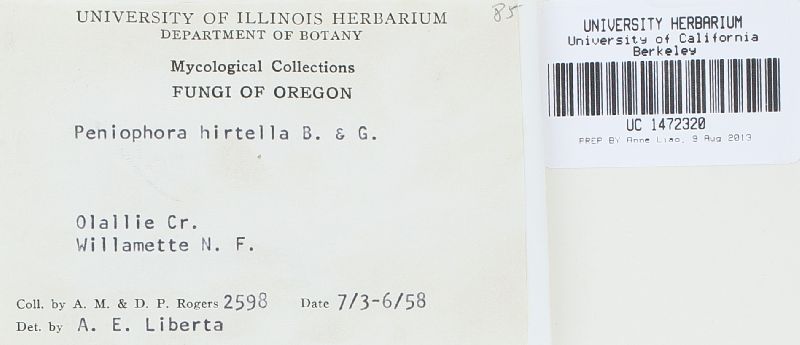 UNIVERSITY OF ILLINOIS HERBARIUM
DEPARTMENT OF BOTANY
85
Mycological Collections
FUNGI OF OREGON
Peniophora hirtella B. & G.
Olallie Cr.
Willamette N. F.
Coll. by A. M. & D. P. Rogers 2598 Date 7/3-6/58
Det. by A. E. Liberta
UNIVERSITY HERBARIUM
University of California
Berkeley
UC 1472320
PREP BY Anne Liao, 9 Aug 2013